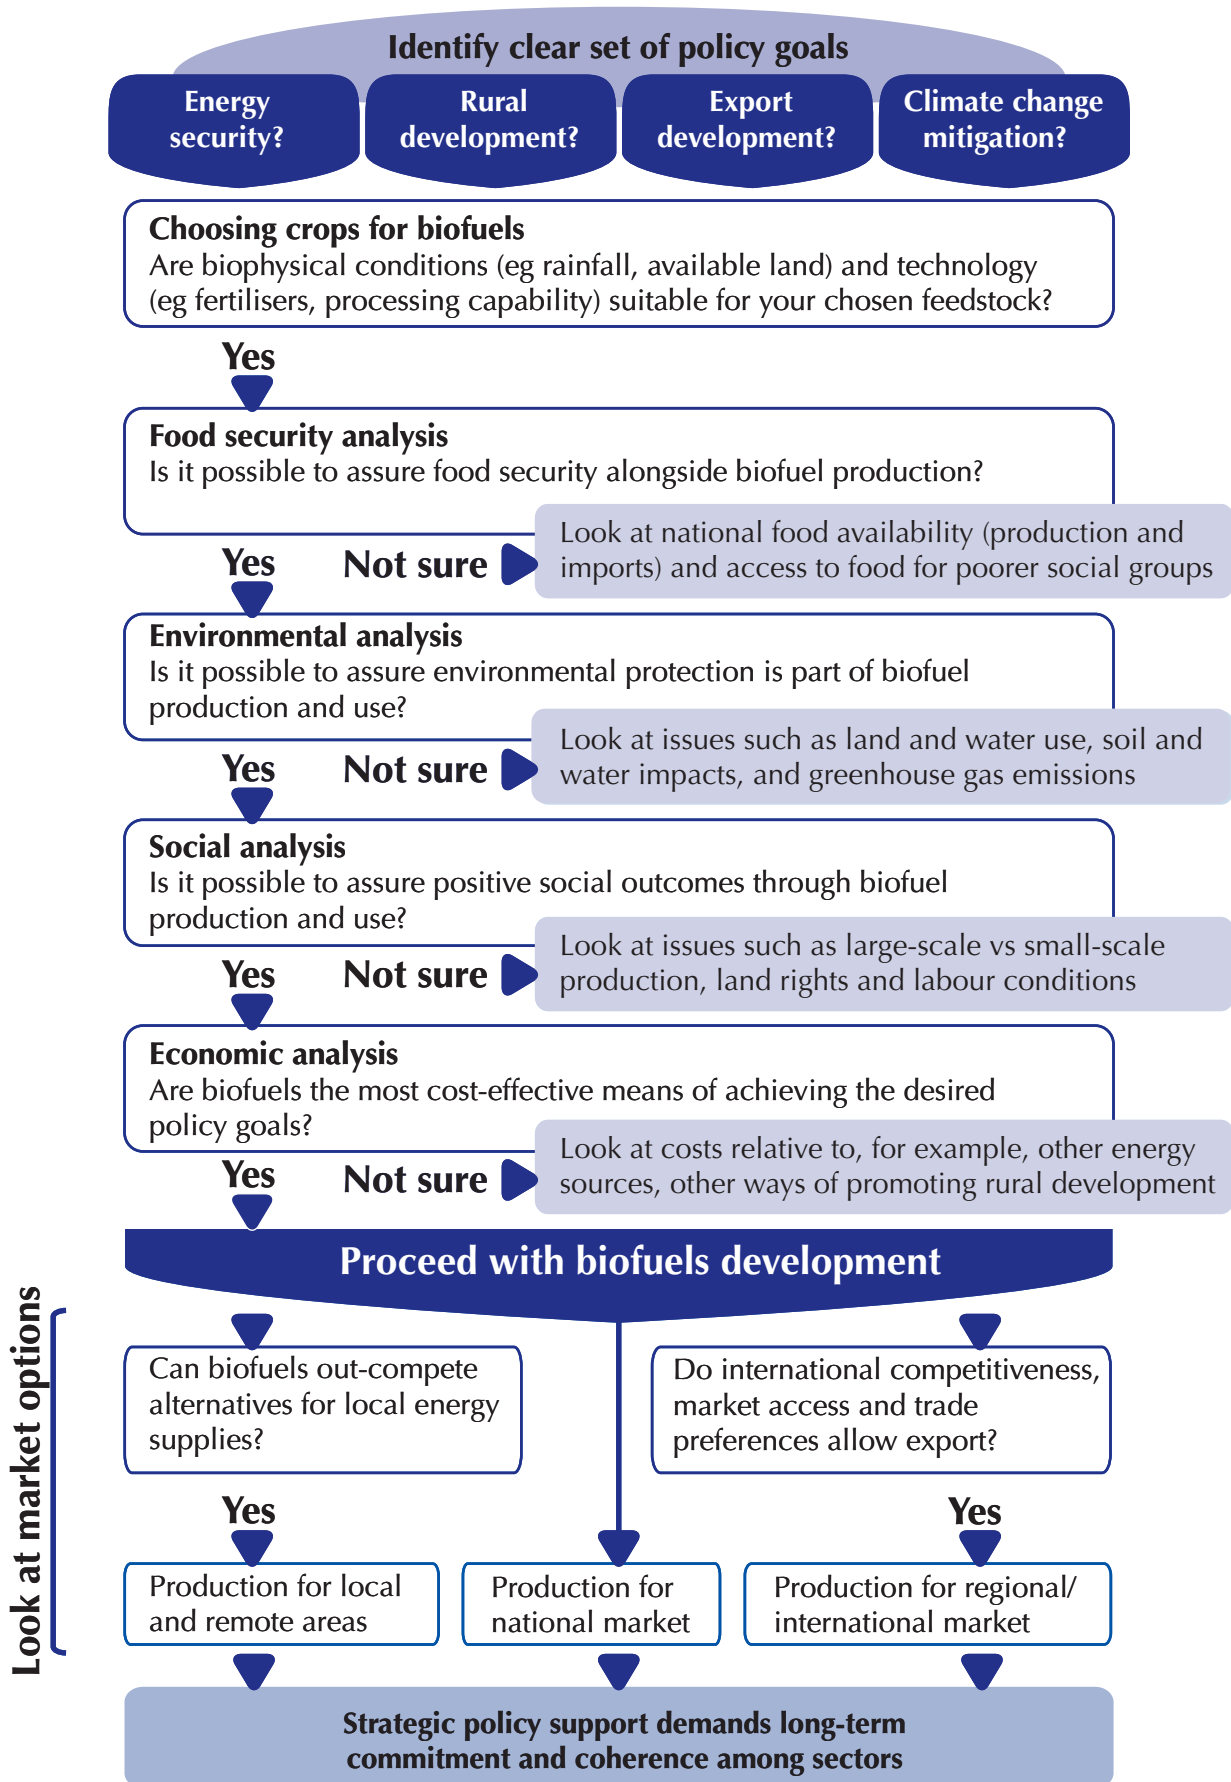 Identify clear set of policy goals
Energy
security?
Rural
development?
Export
development?
Climate change
mitigation?
Choosing crops for biofuels
Are biophysical conditions (eg rainfall, available land) and technology
(eg fertilisers, processing capability) suitable for your chosen feedstock?
Yes
Food security analysis
Is it possible to assure food security alongside biofuel production?
Yes
Not sure
Look at national food availability (production and
imports) and access to food for poorer social groups
Environmental analysis
Is it possible to assure environmental protection is part of biofuel
production and use?
Yes
Not sure
Look at issues such as land and water use, soil and
water impacts, and greenhouse gas emissions
Social analysis
Is it possible to assure positive social outcomes through biofuel
production and use?
Yes
Not sure
Look at issues such as large-scale vs small-scale
production, land rights and labour conditions
Economic analysis
Are biofuels the most cost-effective means of achieving the desired
policy goals?
Yes
Not sure
Look at costs relative to, for example, other energy
sources, other ways of promoting rural development
Proceed with biofuels development
Look at market options
Can biofuels out-compete
alternatives for local energy
supplies?
Do international competitiveness,
market access and trade
preferences allow export?
Yes
Yes
Production for local
and remote areas
Production for
national market
Production for regional/
international market
Strategic policy support demands long-term
commitment and coherence among sectors